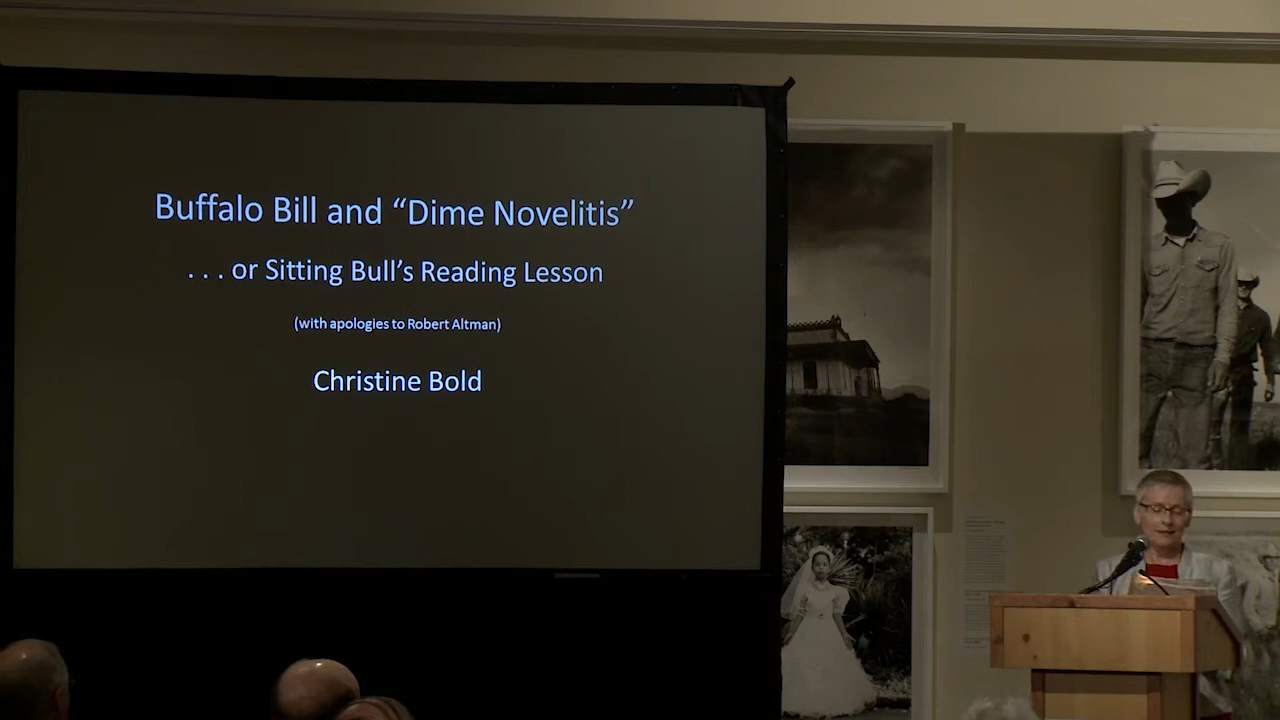 Buffalo Bill and “Dime Novelitis”
. . . or Sitting Bull’s Reading Lesson
(with apologies to Robert Altman)
Christine Bold